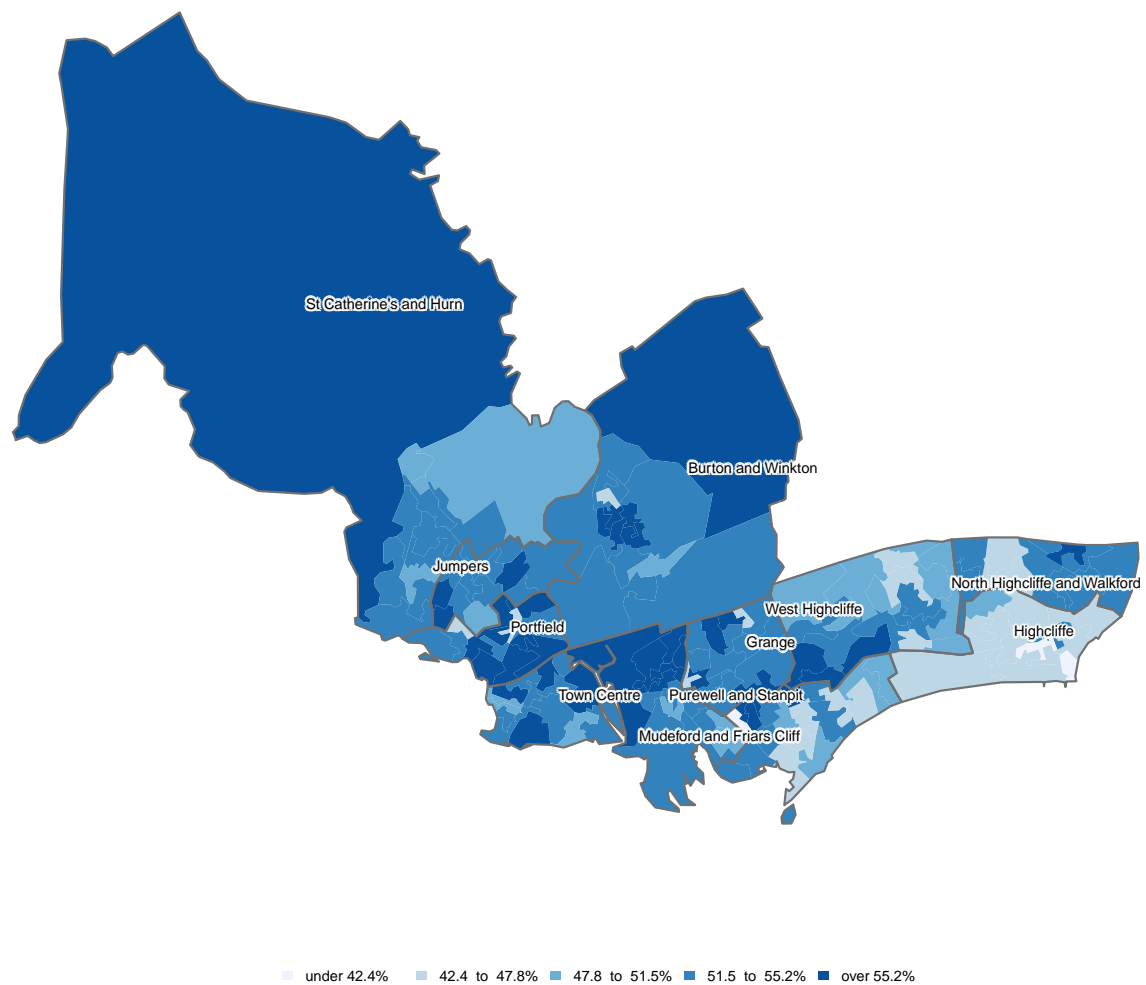 St Catherine's and Hurn
Burton and Winkton
Jumpers
North Highcliffe and Walkford
West Highcliffe
Portfield
Highcliffe
Grange
Town Centre
Purewell and Stanpit
Mudeford and Friars Cliff
under 42.4%
42.4 to 47.8%
47.8 to 51.5%
51.5 to 55.2%
over 55.2%